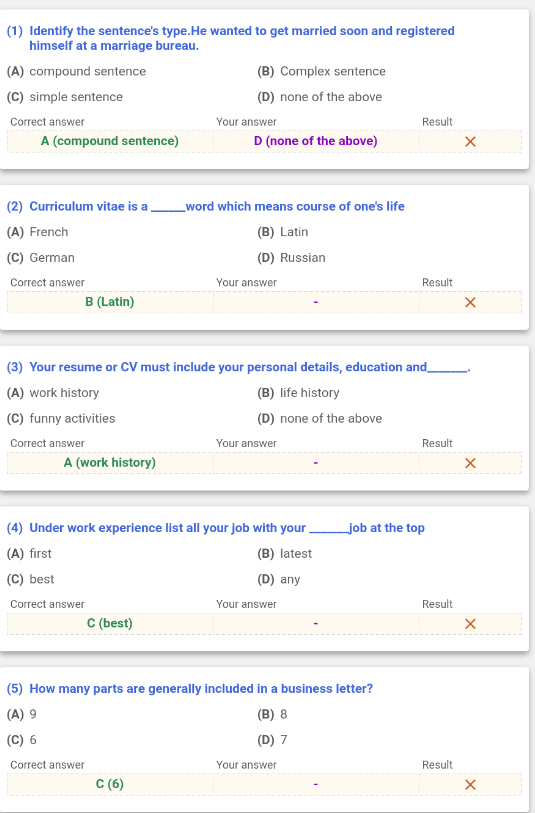 (1) Identify the sentence's type.He wanted to get married soon and registered
himself at a marriage bureau.
(A) compound sentence (B) Complex sentence
(C) simple sentence (D) none of the above
Correct answer Your answer Result
A (compound sentence) D (none of the above) ×
(2) Curriculum vitae is a ______word which means course of one's life
(A) French (B) Latin
(C) German (D) Russian
Correct answer Your answer Result
B (Latin) - ×
(3) Your resume or CV must include your personal details, education and_______.
(A) work history (B) life history
(C) funny activities (D) none of the above
Correct answer Your answer Result
A (work history) - ×
(4) Under work experience list all your job with your _______job at the top
(A) first (B) latest
(C) best (D) any
Correct answer Your answer Result
C (best) - ×
(5) How many parts are generally included in a business letter?
(A) 9 (B) 8
(C) 6 (D) 7
Correct answer Your answer Result
C (6) - ×